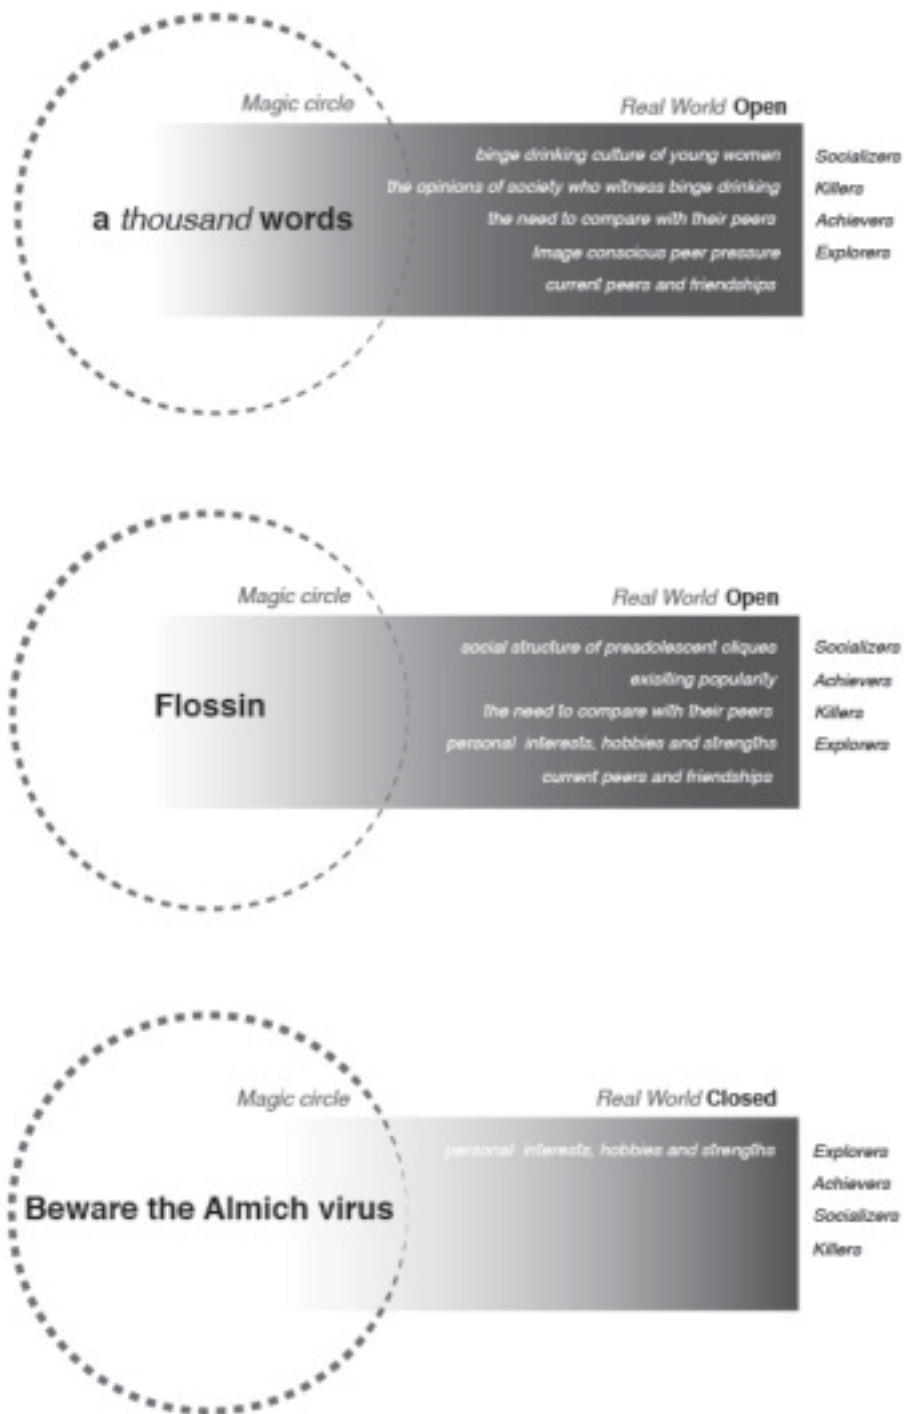 Magic circle
Real World Open
binge drinking culture of young women
the opinions of society who witness binge drinking
the need to compare with their peers
Image conscious peer pressure
current peers and friendships
a thousand words
Socializers
Killers
Achievers
Explorers
Magic circle
Real World Open
social structure of preadolescent cliques
exisiting popularity
the need to compare with their peers
personal interests, hobbies and strengths
current peers and friendships
Flossin
Socializers
Achievers
Killers
Explorers
Magic circle
Real World Closed
personal interests, hobbies and strengths
Beware the Almich virus
Explorers
Achievers
Socializers
Killers